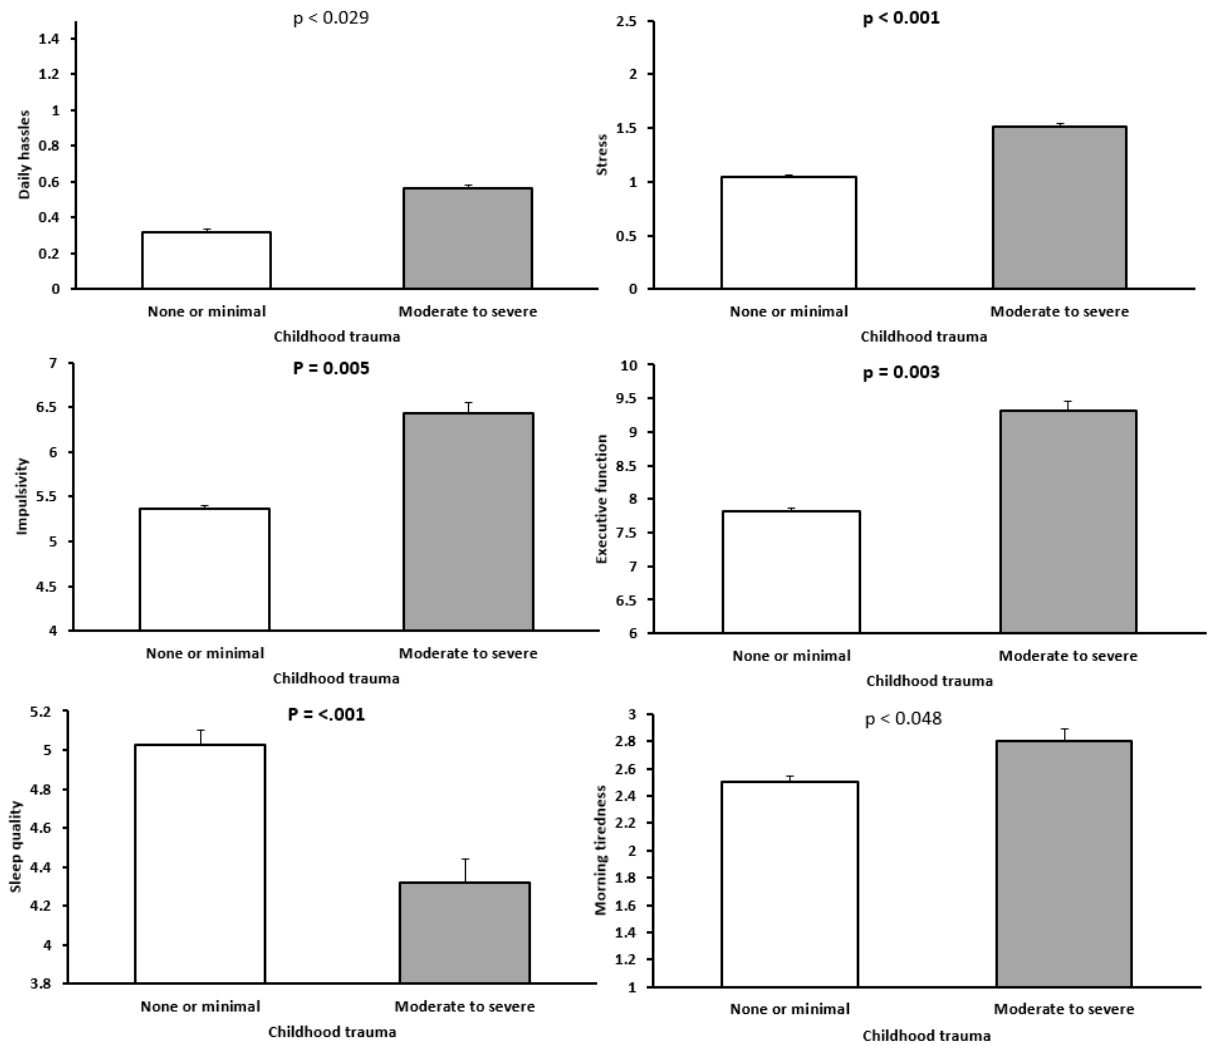 p < 0.029
1.4
1.2
1
0.8
0.6
0.4
0.2
0
Daily hassles
None or minimal
Moderate to severe
Childhood trauma
p < 0.001
2.5
2
1.5
1
0.5
0
Stress
None or minimal
Moderate to severe
Childhood trauma
P = 0.005
7
6.5
6
5.5
5
4.5
4
Impulsivity
None or minimal
Moderate to severe
Childhood trauma
p = 0.003
10
9.5
9
8.5
8
7.5
7
6.5
6
Executive function
None or minimal
Moderate to severe
Childhood trauma
P = <.001
5.2
5
4.8
4.6
4.4
4.2
4
3.8
Sleep quality
None or minimal
Moderate to severe
Childhood trauma
p < 0.048
3
2.8
2.6
2.4
2.2
2
1.8
1.6
1.4
1.2
1
Morning tiredness
None or minimal
Moderate to severe
Childhood trauma